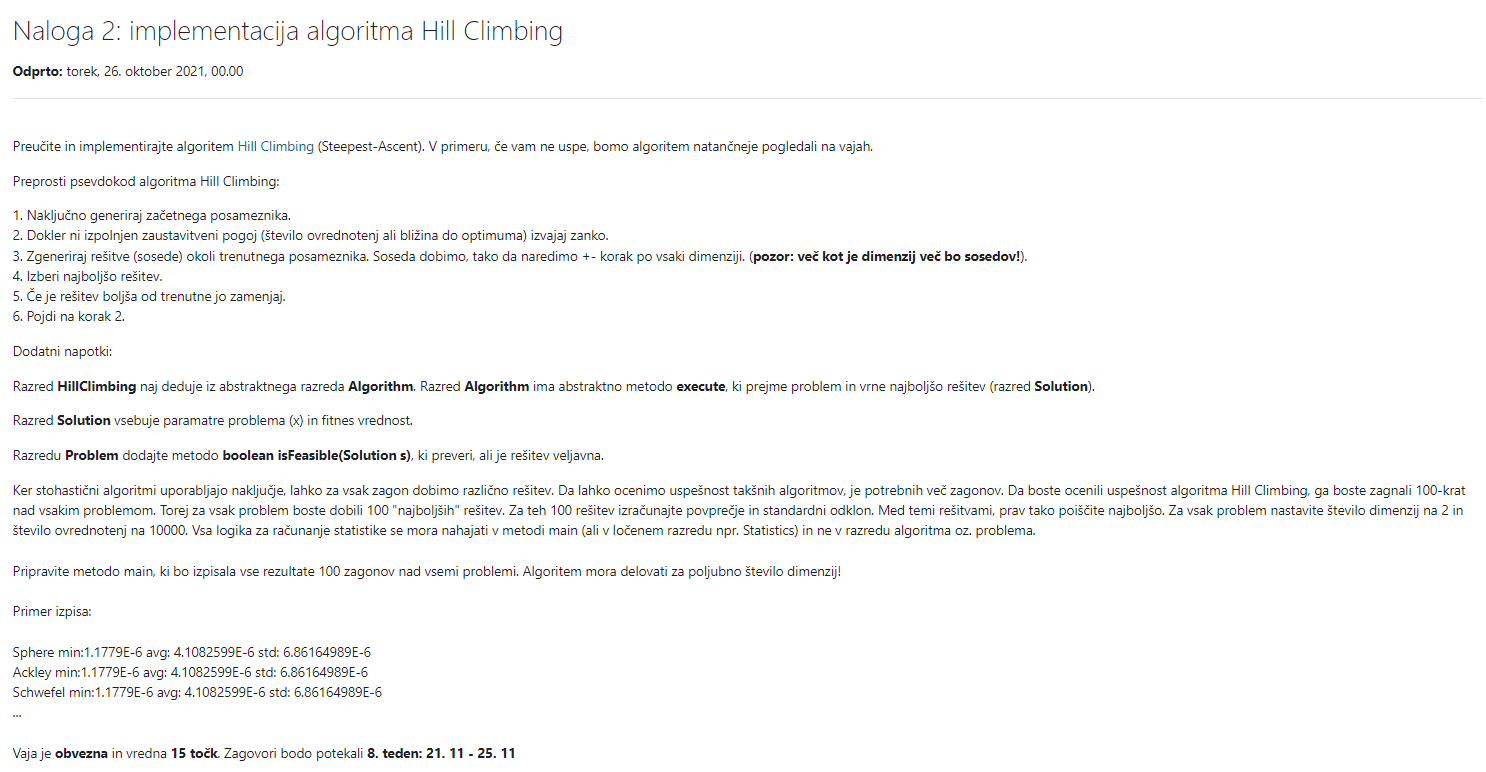 Naloga 2: implementacija algoritma Hill Climbing
Odprto: torek, 26. oktober 2021, 00.00
Preučite in implementirajte algoritem Hill Climbing (Steepest-Ascent). V primeru, če vam ne uspe, bomo algoritem natančneje pogledali na vajah.
Preprosti psevdokod algoritma Hill Climbing:
1. Naključno generiraj začetnega posameznika.
2. Dokler ni izpolnjen zaustavitveni pogoj (število ovrednotenj ali bližina do optimuma) izvajaj zanko.
3. Zgeneriraj rešitve (sosede) okoli trenutnega posameznika. Soseda dobimo, tako da naredimo +- korak po vsaki dimenziji. (pozor: več kot je dimenzij več bo sosedov!).
4. Izberi najboljšo rešitev.
5. Če je rešitev boljša od trenutne jo zamenjaj.
6. Pojdi na korak 2.
Dodatni napotki:
Razred HillClimbing naj deduje iz abstraktnega razreda Algorithm. Razred Algorithm ima abstraktno metodo execute, ki prejme problem in vrne najboljšo rešitev (razred Solution).
Razred Solution vsebuje paramatre problema (x) in fitnes vrednost.
Razredu Problem dodajte metodo boolean isFeasible(Solution s), ki preveri, ali je rešitev veljavna.
Ker stohastični algoritmi uporabljajo naključje, lahko za vsak zagon dobimo različno rešitev. Da lahko ocenimo uspešnost takšnih algoritmov, je potrebnih več zagonov. Da boste ocenili uspešnost algoritma Hill Climbing, ga boste zagnali 100-krat
nad vsakim problemom. Torej za vsak problem boste dobili 100 "najboljših" rešitev. Za teh 100 rešitev izračunajte povprečje in standardni odklon. Med temi rešitvami, prav tako poiščite najboljšo. Za vsak problem nastavite število dimenzij na 2 in
število ovrednotenj na 10000. Vsa logika za računanje statistike se mora nahajati v metodi main (ali v ločenem razredu npr. Statistics) in ne v razredu algoritma oz. problema.
Pripravite metodo main, ki bo izpisala vse rezultate 100 zagonov nad vsemi problemi. Algoritem mora delovati za poljubno število dimenzij!
Primer izpisa:
Sphere min:1.1779E-6 avg: 4.1082599E-6 std: 6.86164989E-6
Ackley min:1.1779E-6 avg: 4.1082599E-6 std: 6.86164989E-6
Schwefel min:1.1779E-6 avg: 4.1082599E-6 std: 6.86164989E-6
...
Vaja je obvezna in vredna 15 točk. Zagovori bodo potekali 8. teden: 21. 11 - 25. 11